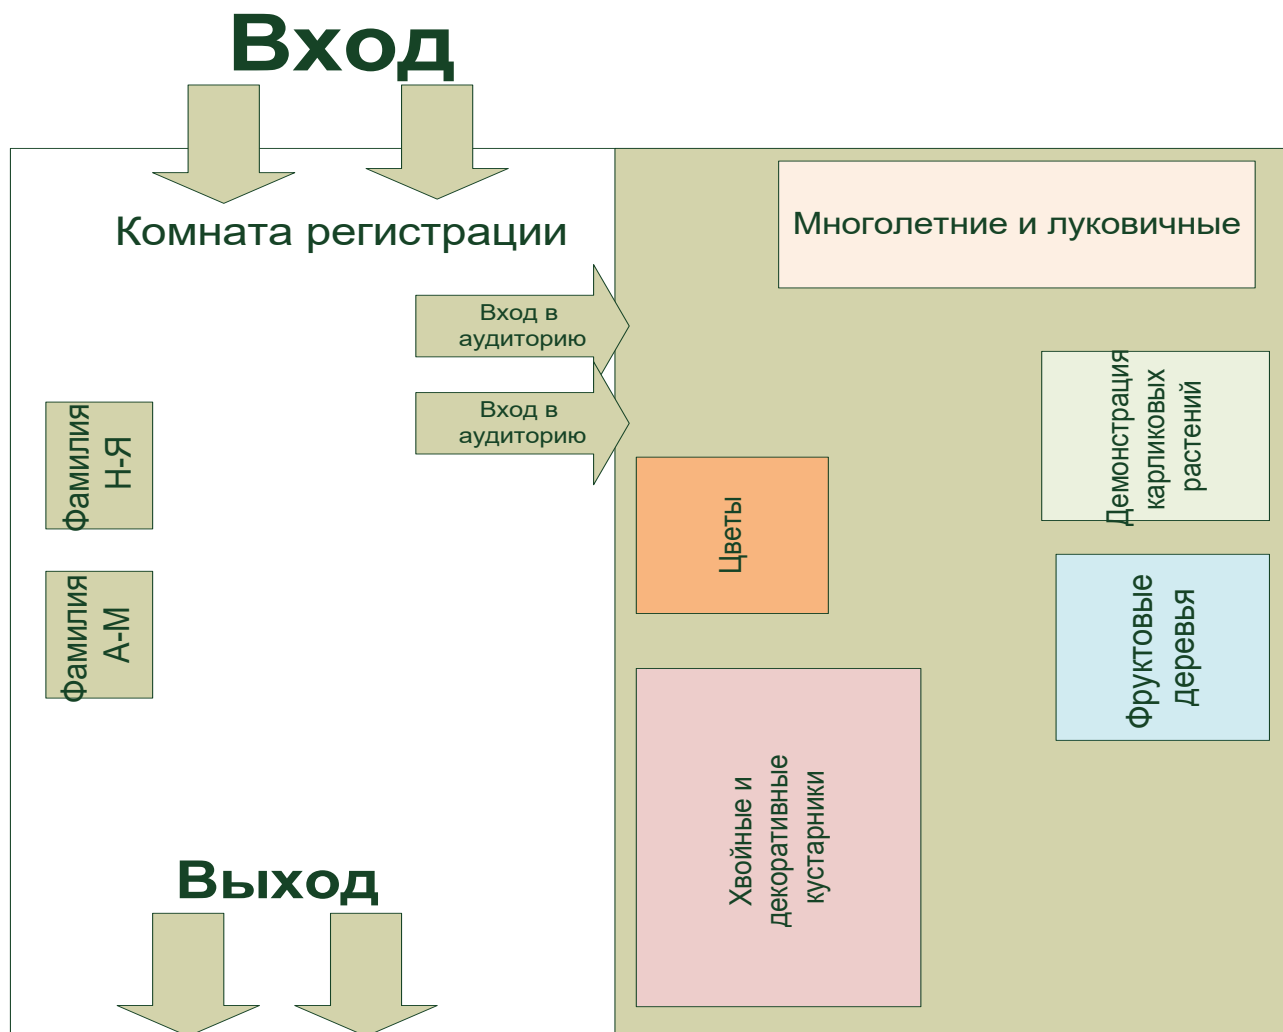 Вход
Комната регистрации
Многолетние и луковичные
Вход в
аудиторию
Вход в
аудиторию
Демонстрация
карликовых
растений
Фамилия
Н-Я
Цветы
Фамилия
А-М
Фруктовые
деревья
Хвойные и
декоративные
кустарники
Выход